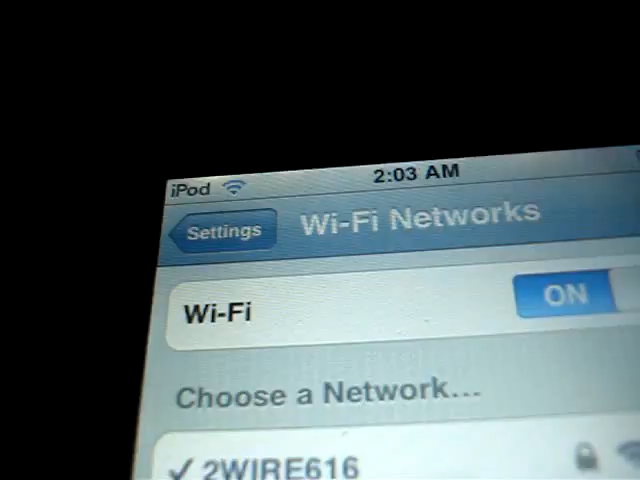 iPod 2:03 AM
Settings Wi-Fi Networks
Wi-Fi ON
Choose a Network...
✓ 2WIRE616